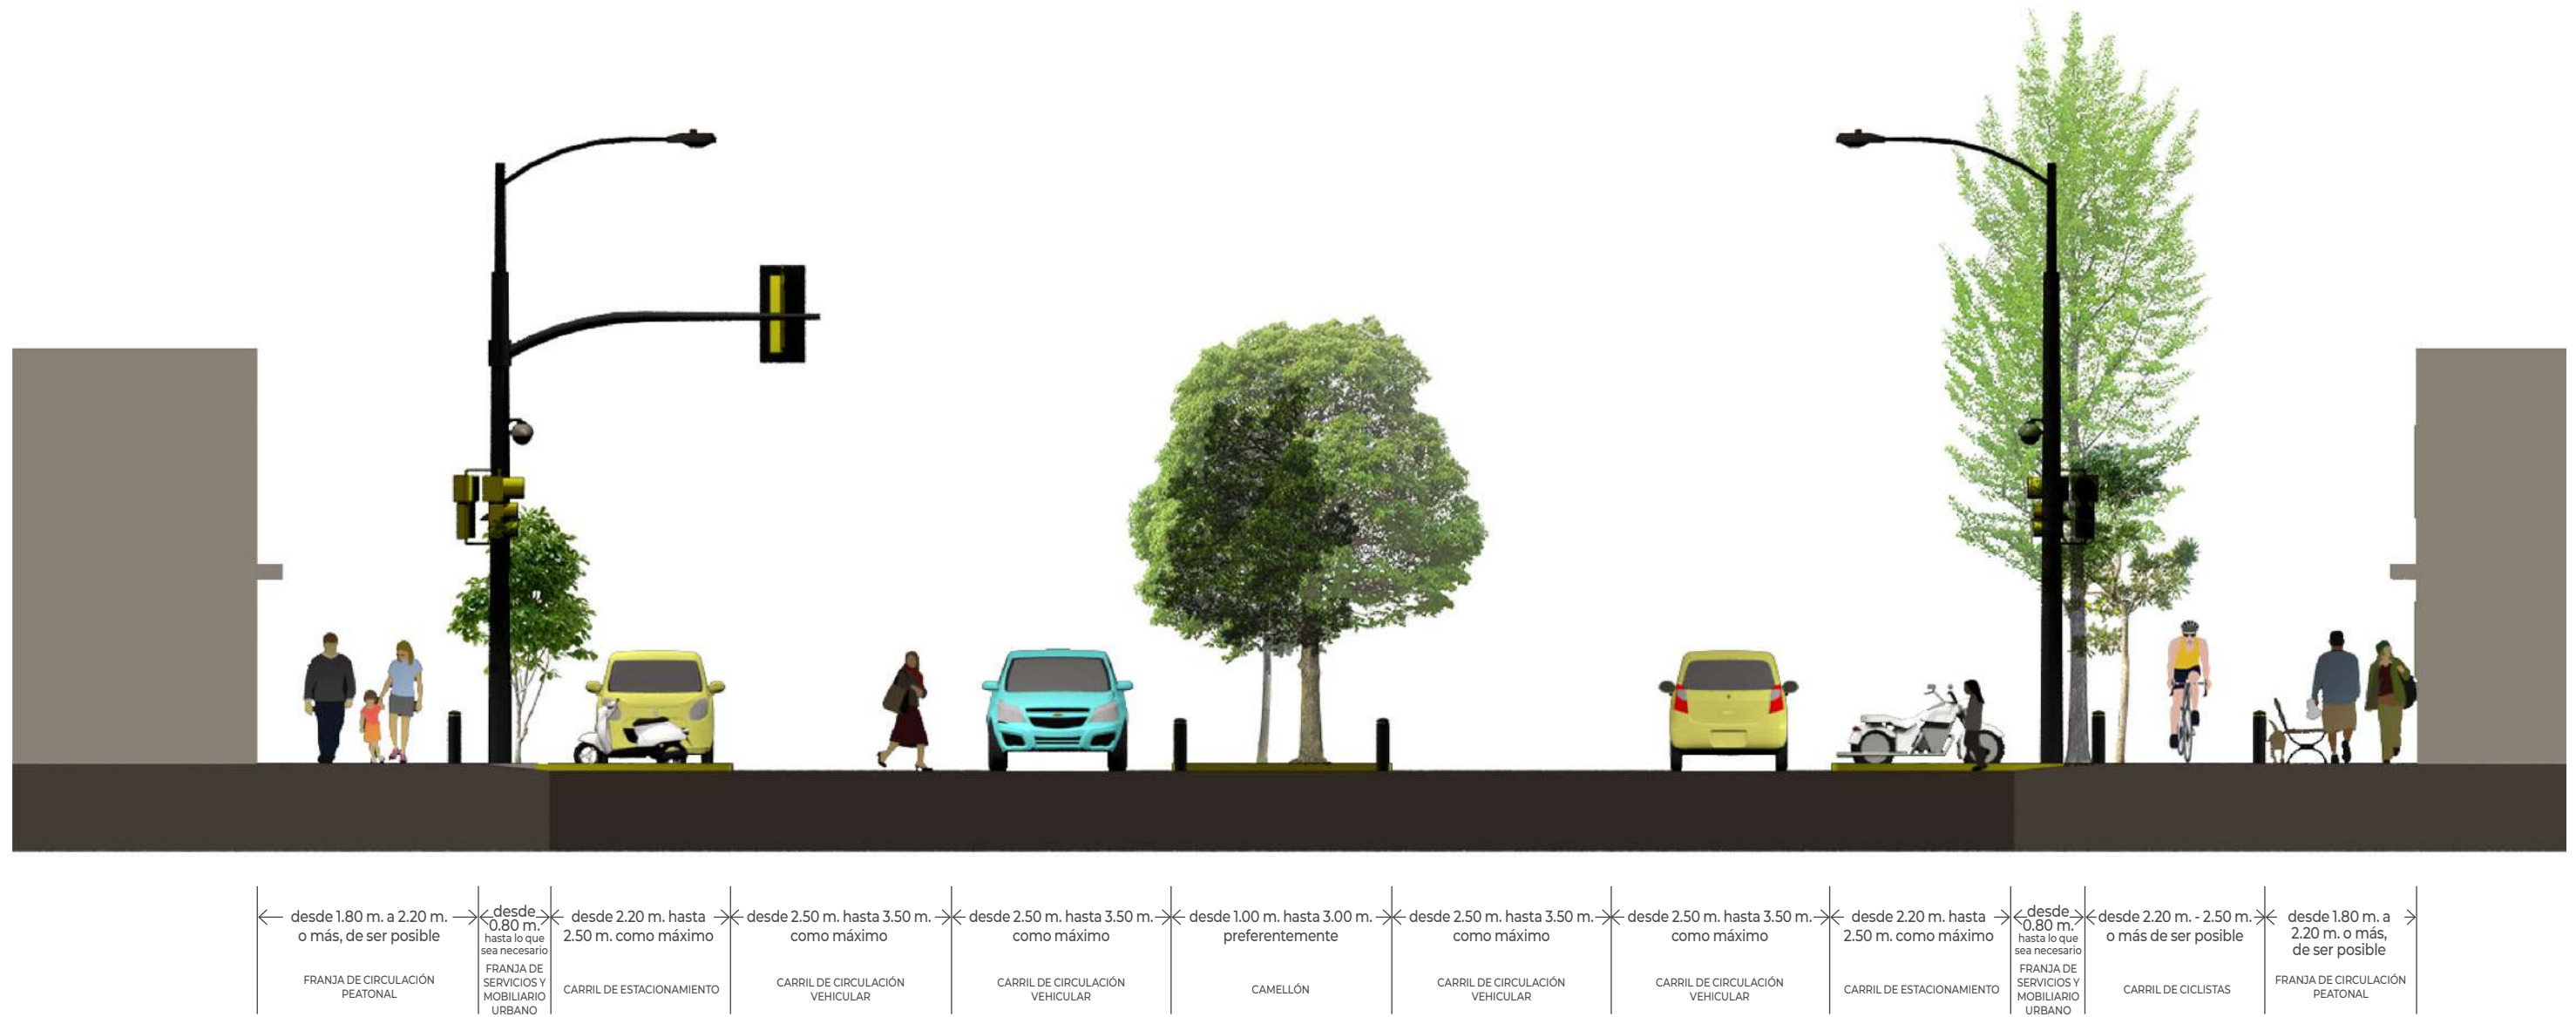 desde 1.80 m. a 2.20 m.
o más, de ser posible
FRANJA DE CIRCULACIÓN
PEATONAL
desde
0.80 m.
hasta lo que
sea necesario
FRANJA DE
SERVICIOS Y
MOBILIARIO
URBANO
desde 2.20 m. hasta
2.50 m. como máximo
CARRIL DE ESTACIONAMIENTO
desde 2.50 m. hasta 3.50 m.
como máximo
CARRIL DE CIRCULACIÓN
VEHICULAR
desde 2.50 m. hasta 3.50 m.
como máximo
CARRIL DE CIRCULACIÓN
VEHICULAR
desde 1.00 m. hasta 3.00 m.
preferentemente
CAMELLÓN
desde 2.50 m. hasta 3.50 m.
como máximo
CARRIL DE CIRCULACIÓN
VEHICULAR
desde 2.50 m. hasta 3.50 m.
como máximo
CARRIL DE CIRCULACIÓN
VEHICULAR
desde 2.20 m. hasta
2.50 m. como máximo
CARRIL DE ESTACIONAMIENTO
desde
0.80 m.
hasta lo que
sea necesario
FRANJA DE
SERVICIOS Y
MOBILIARIO
URBANO
desde 2.20 m. - 2.50 m.
o más de ser posible
CARRIL DE CICLISTAS
desde 1.80 m. a
2.20 m. o más,
de ser posible
FRANJA DE CIRCULACIÓN
PEATONAL